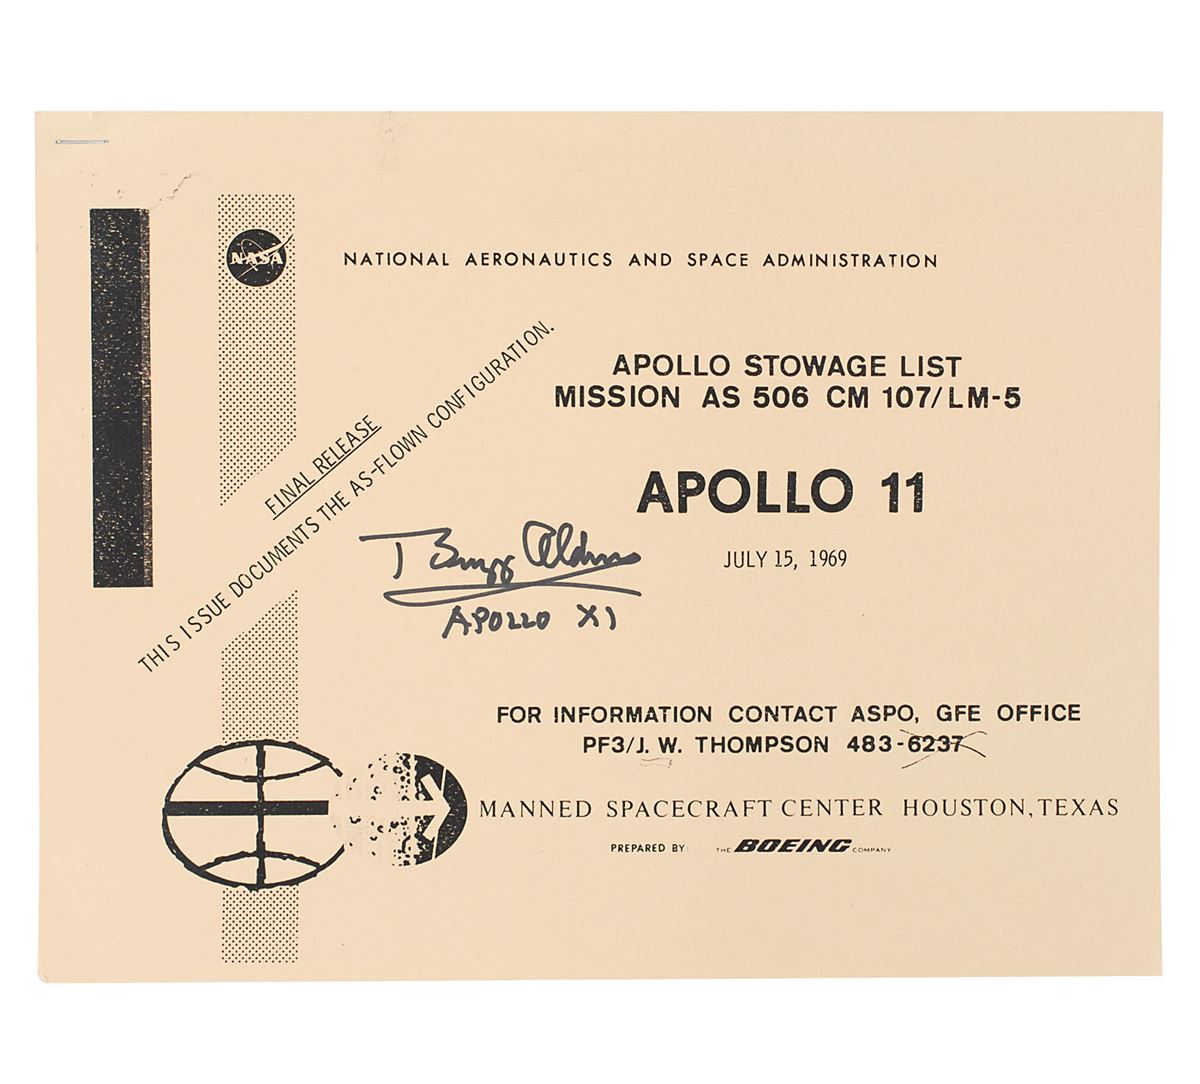 NASA
NATIONAL AERONAUTICS AND SPACE ADMINISTRATION
APOLLO STOWAGE LIST
MISSION AS 506 CM 107/LM-5
APOLLO 11
JULY 15, 1969
FINAL RELEASE
THIS ISSUE DOCUMENTS THE AS-FLOWN CONFIGURATION.
Buzz Aldrin
APOLLO XI
FOR INFORMATION CONTACT ASPO, GFE OFFICE
PF3/J. W. THOMPSON 483-6237
MANNED SPACECRAFT CENTER HOUSTON, TEXAS
PREPARED BY: THE BOEING COMPANY